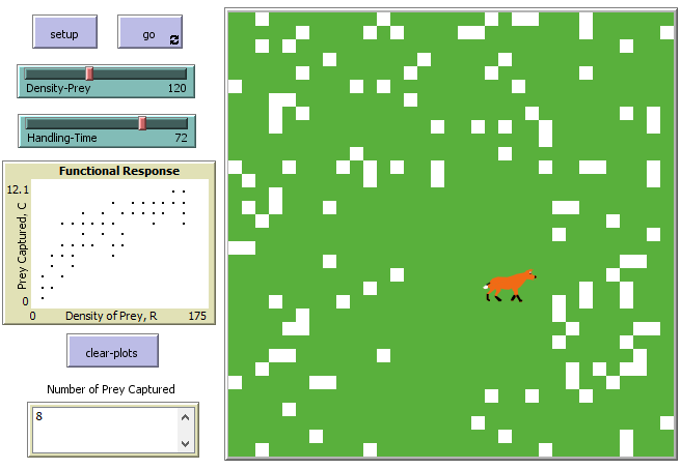 setup
go
Density-Prey 120
Handling-Time 72
Functional Response
12.1
Prey Captured, C
0
0 Density of Prey, R 175
clear-plots
Number of Prey Captured
8